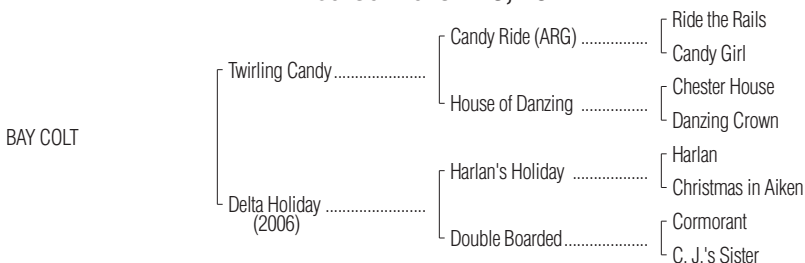 Ride the Rails
Candy Ride (ARG) ................
Candy Girl
Twirling Candy......................
Chester House
House of Danzing ................
Danzing Crown
BAY COLT
Harlan
Harlan's Holiday ..................
Christmas in Aiken
Delta Holiday ........................
(2006)
Cormorant
Double Boarded....................
C. J.'s Sister